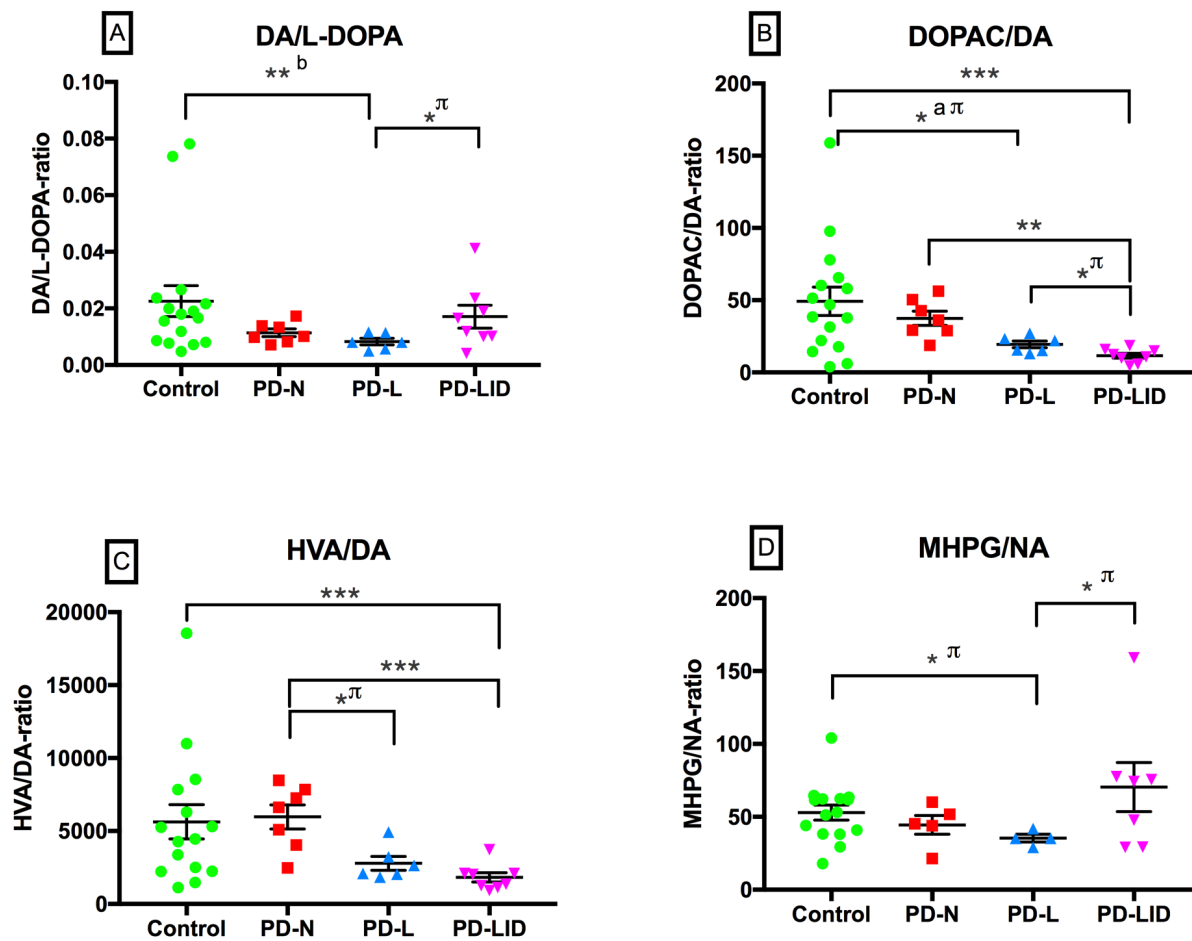 A
DA/L-DOPA
** b
* π
DA/L-DOPA-ratio
0.10
0.08
0.06
0.04
0.02
0.00
Control PD-N PD-L PD-LID
B
DOPAC/DA
***
* a π
**
* π
DOPAC/DA-ratio
200
150
100
50
0
Control PD-N PD-L PD-LID
C
HVA/DA
***
***
* π
HVA/DA-ratio
20000
15000
10000
5000
0
Control PD-N PD-L PD-LID
D
MHPG/NA
* π
* π
MHPG/NA-ratio
200
150
100
50
0
Control PD-N PD-L PD-LID